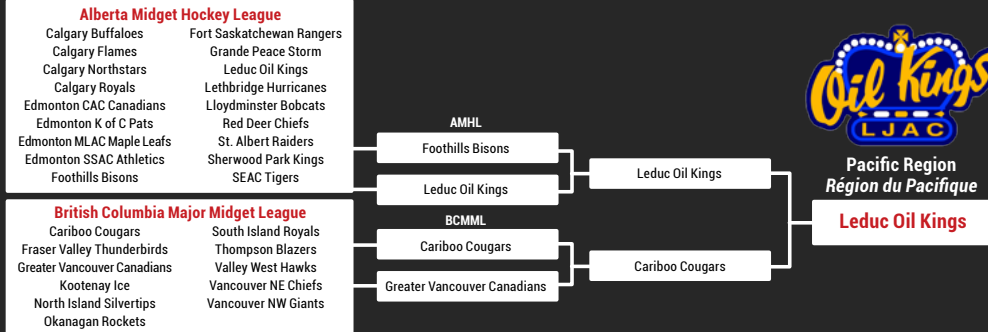 Alberta Midget Hockey League
Calgary Buffaloes
Calgary Flames
Calgary Northstars
Calgary Royals
Edmonton CAC Canadians
Edmonton K of C Pats
Edmonton MLAC Maple Leafs
Edmonton SSAC Athletics
Foothills Bisons
Fort Saskatchewan Rangers
Grande Peace Storm
Leduc Oil Kings
Lethbridge Hurricanes
Lloydminster Bobcats
Red Deer Chiefs
St. Albert Raiders
Sherwood Park Kings
SEAC Tigers
British Columbia Major Midget League
Cariboo Cougars
Fraser Valley Thunderbirds
Greater Vancouver Canadians
Kootenay Ice
North Island Silvertips
Okanagan Rockets
South Island Royals
Thompson Blazers
Valley West Hawks
Vancouver NE Chiefs
Vancouver NW Giants
AMHL
Foothills Bisons
Leduc Oil Kings
BCMML
Cariboo Cougars
Greater Vancouver Canadians
Leduc Oil Kings
Cariboo Cougars
Oil Kings
LJAC
Pacific Region
Région du Pacifique
Leduc Oil Kings